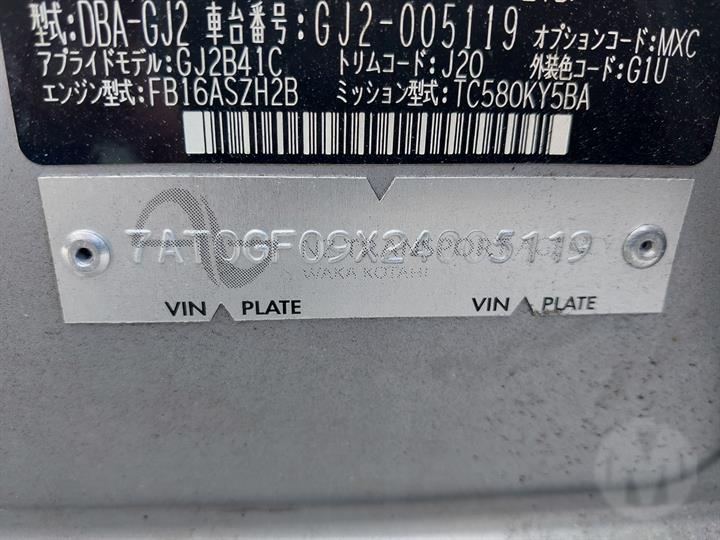 型式:DBA-GJ2 車台番号:GJ2-005119 オプションコード:MXC
アプライドモデル:GJ2B41C トリムコード:J20 外装色コード:G1U
エンジン型式:FB16ASZH2B ミッション型式:TC580KY5BA
7AT0GF09X24005119
NZ TRANSPORT AGENCY
WAKA KOTAHI
VIN PLATE VIN PLATE
M